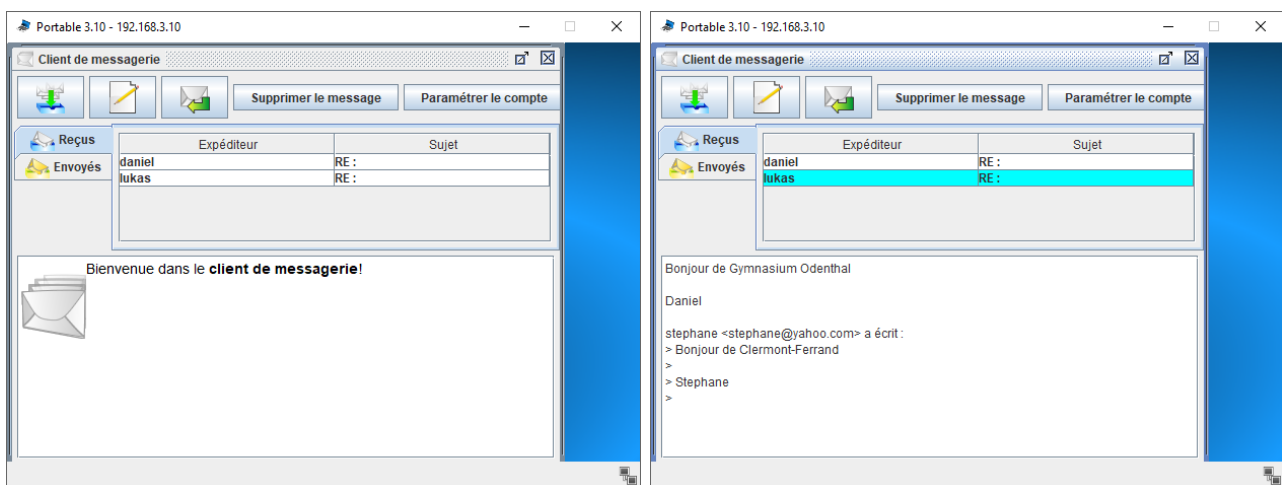 Portable 3.10 - 192.168.3.10
Client de messagerie
Supprimer le message Paramétrer le compte
Reçus
Envoyés
Expéditeur Sujet
daniel RE :
lukas RE :
Bienvenue dans le client de messagerie!
Portable 3.10 - 192.168.3.10
Client de messagerie
Supprimer le message Paramétrer le compte
Reçus
Envoyés
Expéditeur Sujet
daniel RE :
lukas RE :
Bonjour de Gymnasium Odenthal
Daniel
stephane <stephane@yahoo.com> a écrit :
> Bonjour de Clermont-Ferrand
>
> Stephane
>